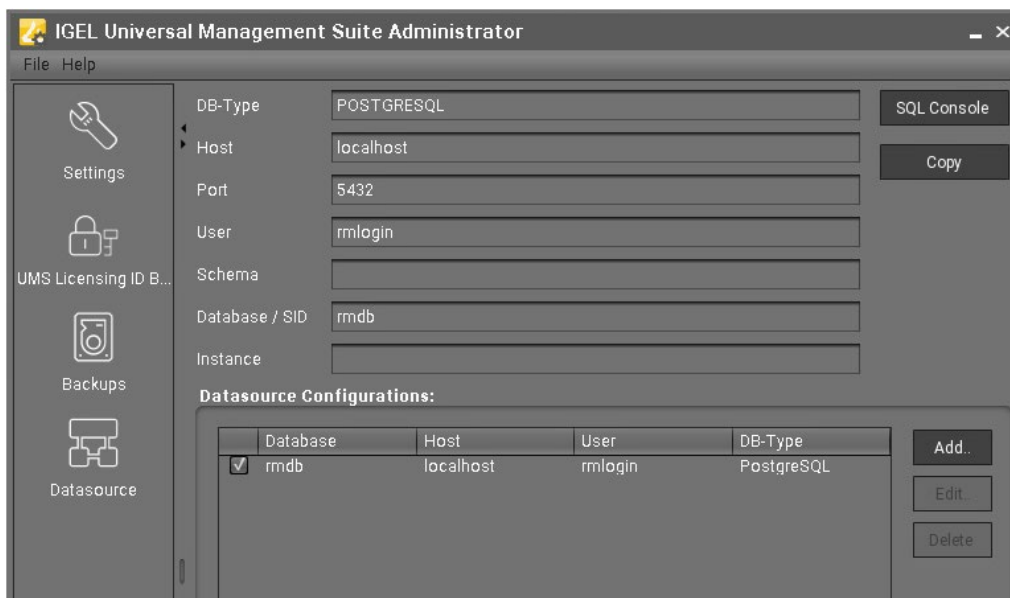 IGEL Universal Management Suite Administrator
File Help
Settings
UMS Licensing ID B...
Backups
Datasource
DB-Type POSTGRESQL
Host localhost
Port 5432
User rmlogin
Schema
Database / SID rmdb
Instance
SQL Console
Copy
Datasource Configurations:
Database Host User DB-Type
rmdb localhost rmlogin PostgreSQL
Add..
Edit..
Delete